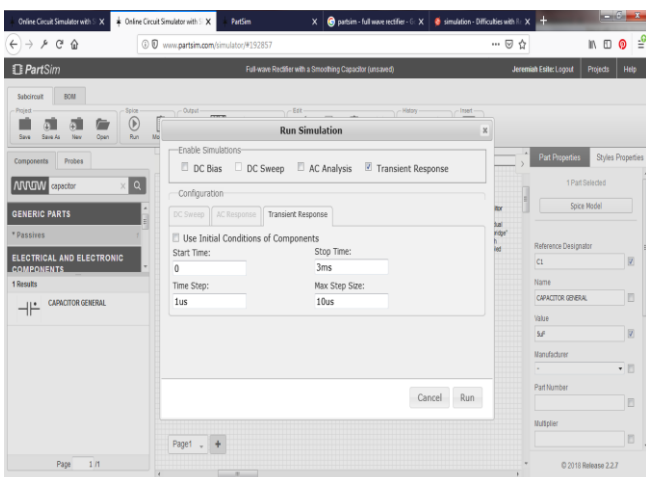 Online Circuit Simulator with S X
Online Circuit Simulator with S X
PartSim X
partsim - full wave rectifier - G X
simulation - Difficulties with R X
www.partsim.com/simulator/#192857
PartSim
Full-wave Rectifier with a Smoothing Capacitor (unsaved)
Jeremiah Esite: Logout
Projects
Help
Subcircuit
BOM
Project
Spice
Output
Edit
History
Insert
Save
Save As
New
Open
Run
Components
Probes
ARROW
capacitor
GENERIC PARTS
* Passives
ELECTRICAL AND ELECTRONIC
COMPONENTS
1 Results
CAPACITOR GENERAL
Page 1 /1
Run Simulation
Enable Simulations
DC Bias
DC Sweep
AC Analysis
Transient Response
Configuration
DC Sweep
AC Response
Transient Response
Use Initial Conditions of Components
Start Time:
Stop Time:
0
3ms
Time Step:
Max Step Size:
1us
10us
Cancel
Run
Page1
Part Properties
Styles Properties
1 Part Selected
Spice Model
Reference Designator
C1
Name
CAPACITOR GENERAL
Value
5uF
Manufacturer
-
Part Number
Multiplier
© 2018 Release 2.2.7